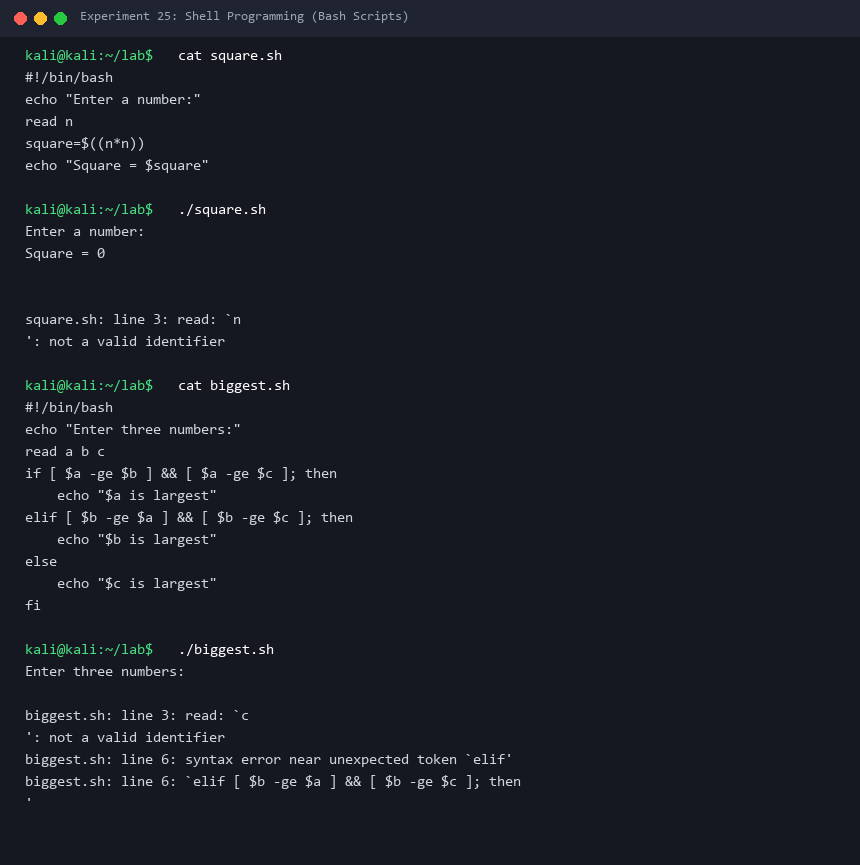 Experiment 25: Shell Programming (Bash Scripts)
kali@kali:~/lab$ cat square.sh
#!/bin/bash
echo "Enter a number:"
read n
square=$((n*n))
echo "Square = $square"
kali@kali:~/lab$ ./square.sh
Enter a number:
Square = 0
square.sh: line 3: read: `n
': not a valid identifier
kali@kali:~/lab$ cat biggest.sh
#!/bin/bash
echo "Enter three numbers:"
read a b c
if [ $a -ge $b ] && [ $a -ge $c ]; then
    echo "$a is largest"
elif [ $b -ge $a ] && [ $b -ge $c ]; then
    echo "$b is largest"
else
    echo "$c is largest"
fi
kali@kali:~/lab$ ./biggest.sh
Enter three numbers:
biggest.sh: line 3: read: `c
': not a valid identifier
biggest.sh: line 6: syntax error near unexpected token `elif'
biggest.sh: line 6: `elif [ $b -ge $a ] && [ $b -ge $c ]; then
'